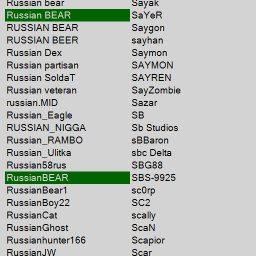 Russian bear Sayak
Russian BEAR SaYeR
RUSSIAN BEAR Saygon
RUSSIAN BEER sayhan
Russian Dex Saymon
Russian partisan SAYMON
Russian SoldaT SAYREN
Russian veteran SayZombie
russian.MID Sazar
Russian_Eagle SB
RUSSIAN_NIGGA Sb Studios
Russian_RAMBO sBBaron
Russian_Ulitka sbc Delta
Russian58rus SBG88
RussianBEAR SBS-9925
RussianBear1 sc0rp
RussianBoy22 SC2
RussianCat scally
RussianGhost ScaN
Russianhunter166 Scapior
RussianJW Scar